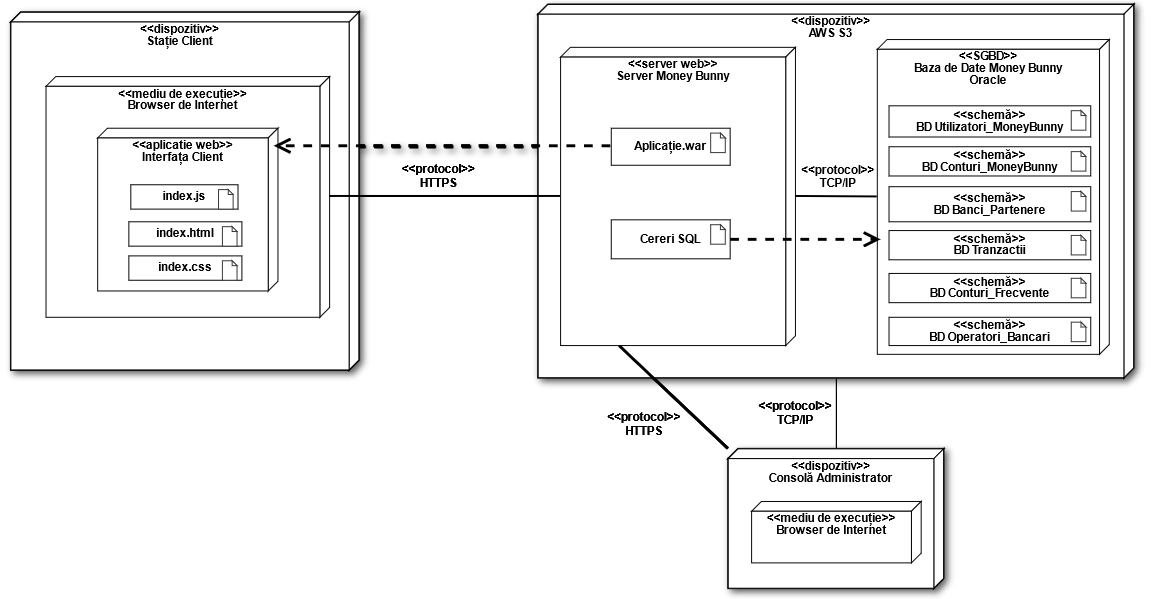 <<dispozitiv>>
Stație Client
<<mediu de execuție>>
Browser de Internet
<<aplicatie web>>
Interfața Client
index.js
index.html
index.css
<<protocol>>
HTTPS
<<dispozitiv>>
AWS S3
<<server web>>
Server Money Bunny
Aplicație.war
Cereri SQL
<<protocol>>
TCP/IP
<<SGBD>>
Baza de Date Money Bunny
Oracle
<<schemă>>
BD Utilizatori_MoneyBunny
<<schemă>>
BD Conturi_MoneyBunny
<<schemă>>
BD Banci_Partenere
<<schemă>>
BD Tranzactii
<<schemă>>
BD Conturi_Frecvente
<<schemă>>
BD Operatori_Bancari
<<protocol>>
HTTPS
<<protocol>>
TCP/IP
<<dispozitiv>>
Consolă Administrator
<<mediu de execuție>>
Browser de Internet